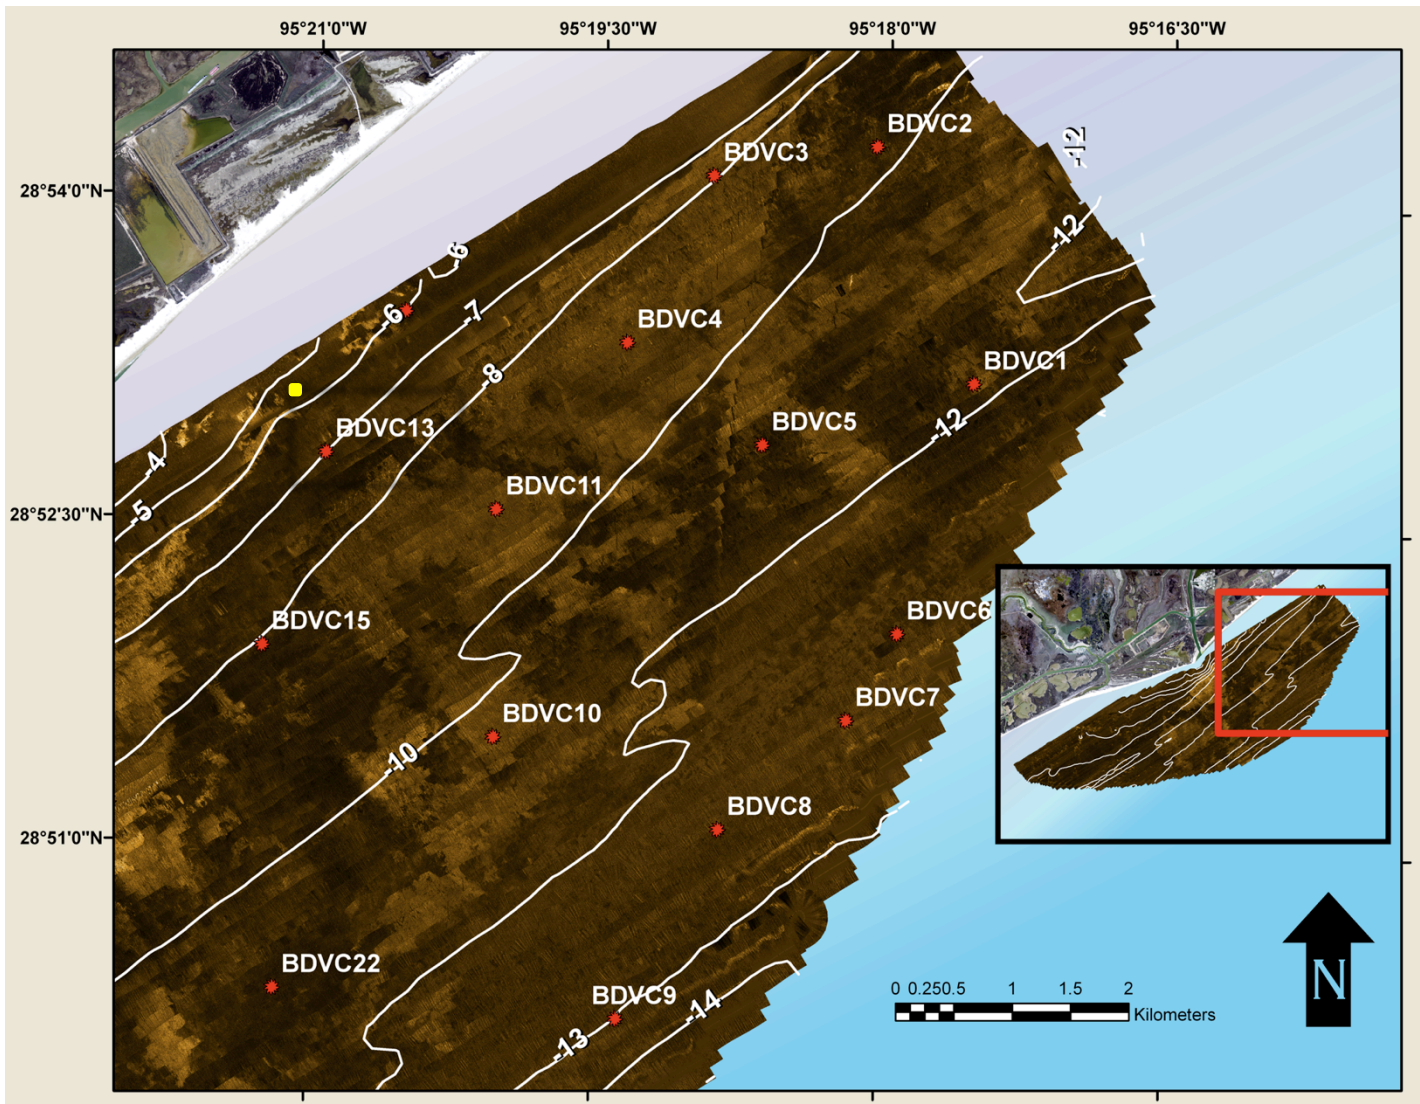 95°21'0"W 95°19'30"W 95°18'0"W 95°16'30"W
BDVC2
-12
BDVC3
28°54'0"N
-12
-6
-6
-7
BDVC4
BDVC1
-8
BDVC13
BDVC5
-12
-4
BDVC11
-5
28°52'30"N
BDVC6
BDVC15
BDVC7
BDVC10
-10
BDVC8
28°51'0"N
BDVC22
BDVC9
-14
-13
0 0.25 0.5 1 1.5 2
Kilometers
N